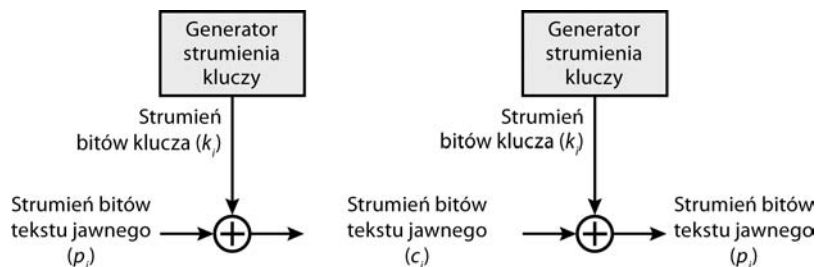 Generator
strumienia
kluczy
Strumień
bitów klucza (kᵢ)
Strumień bitów
tekstu jawnego
(pᵢ)
Generator
strumienia
kluczy
Strumień
bitów klucza (kᵢ)
Strumień bitów
tekstu jawnego
(cᵢ)
Strumień bitów
tekstu jawnego
(pᵢ)